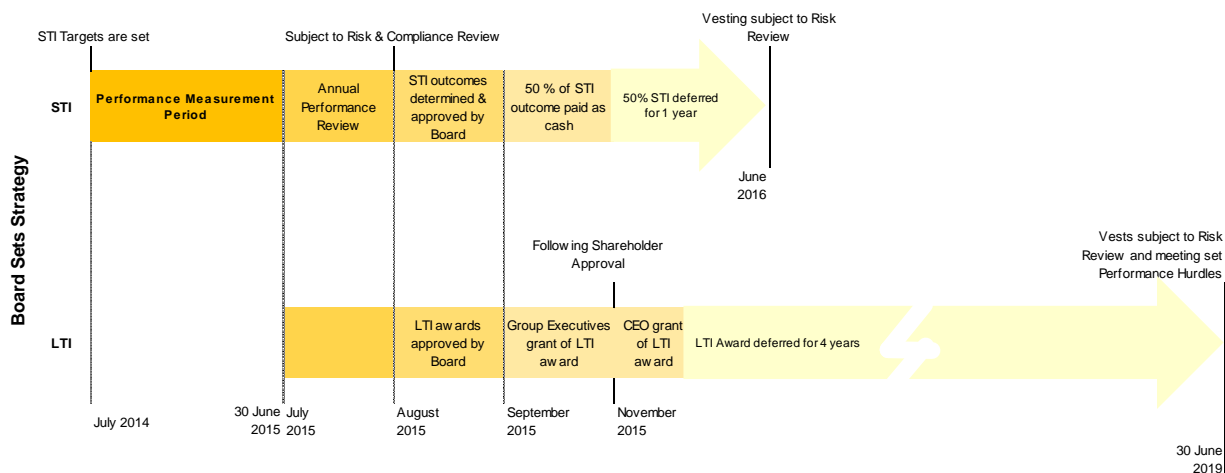 Vesting subject to Risk
Review
STI Targets are set
Subject to Risk & Compliance Review
STI
Performance Measurement
Period
Annual
Performance
Review
STI outcomes
determined &
approved by
Board
50 % of STI
outcome paid as
cash
50% STI deferred
for 1 year
June
2016
Board Sets Strategy
Following Shareholder
Approval
Vests subject to Risk
Review and meeting set
Performance Hurdles
LTI
LTI awards
approved by
Board
Group Executives
grant of LTI
award
CEO grant
of LTI
award
LTI Award deferred for 4 years
July 2014
30 June
2015
July
2015
August
2015
September
2015
November
2015
30 June
2019